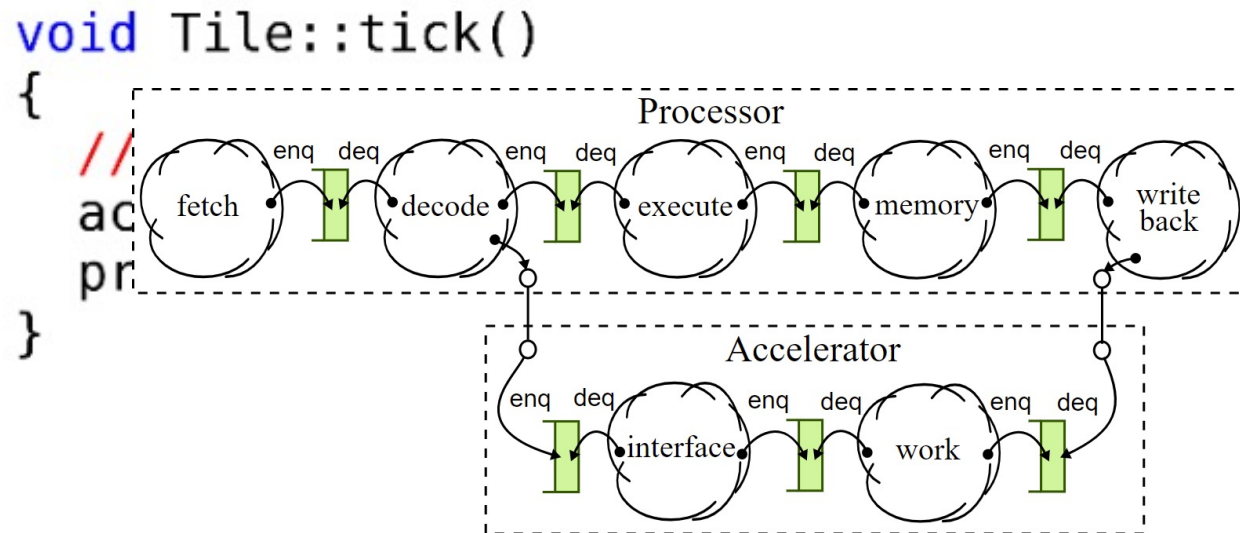 void Tile::tick()
{
Processor
//
enq deq enq deq enq deq enq deq
fetch decode execute memory write back
ac
pr
}
Accelerator
enq deq enq deq enq deq
interface work